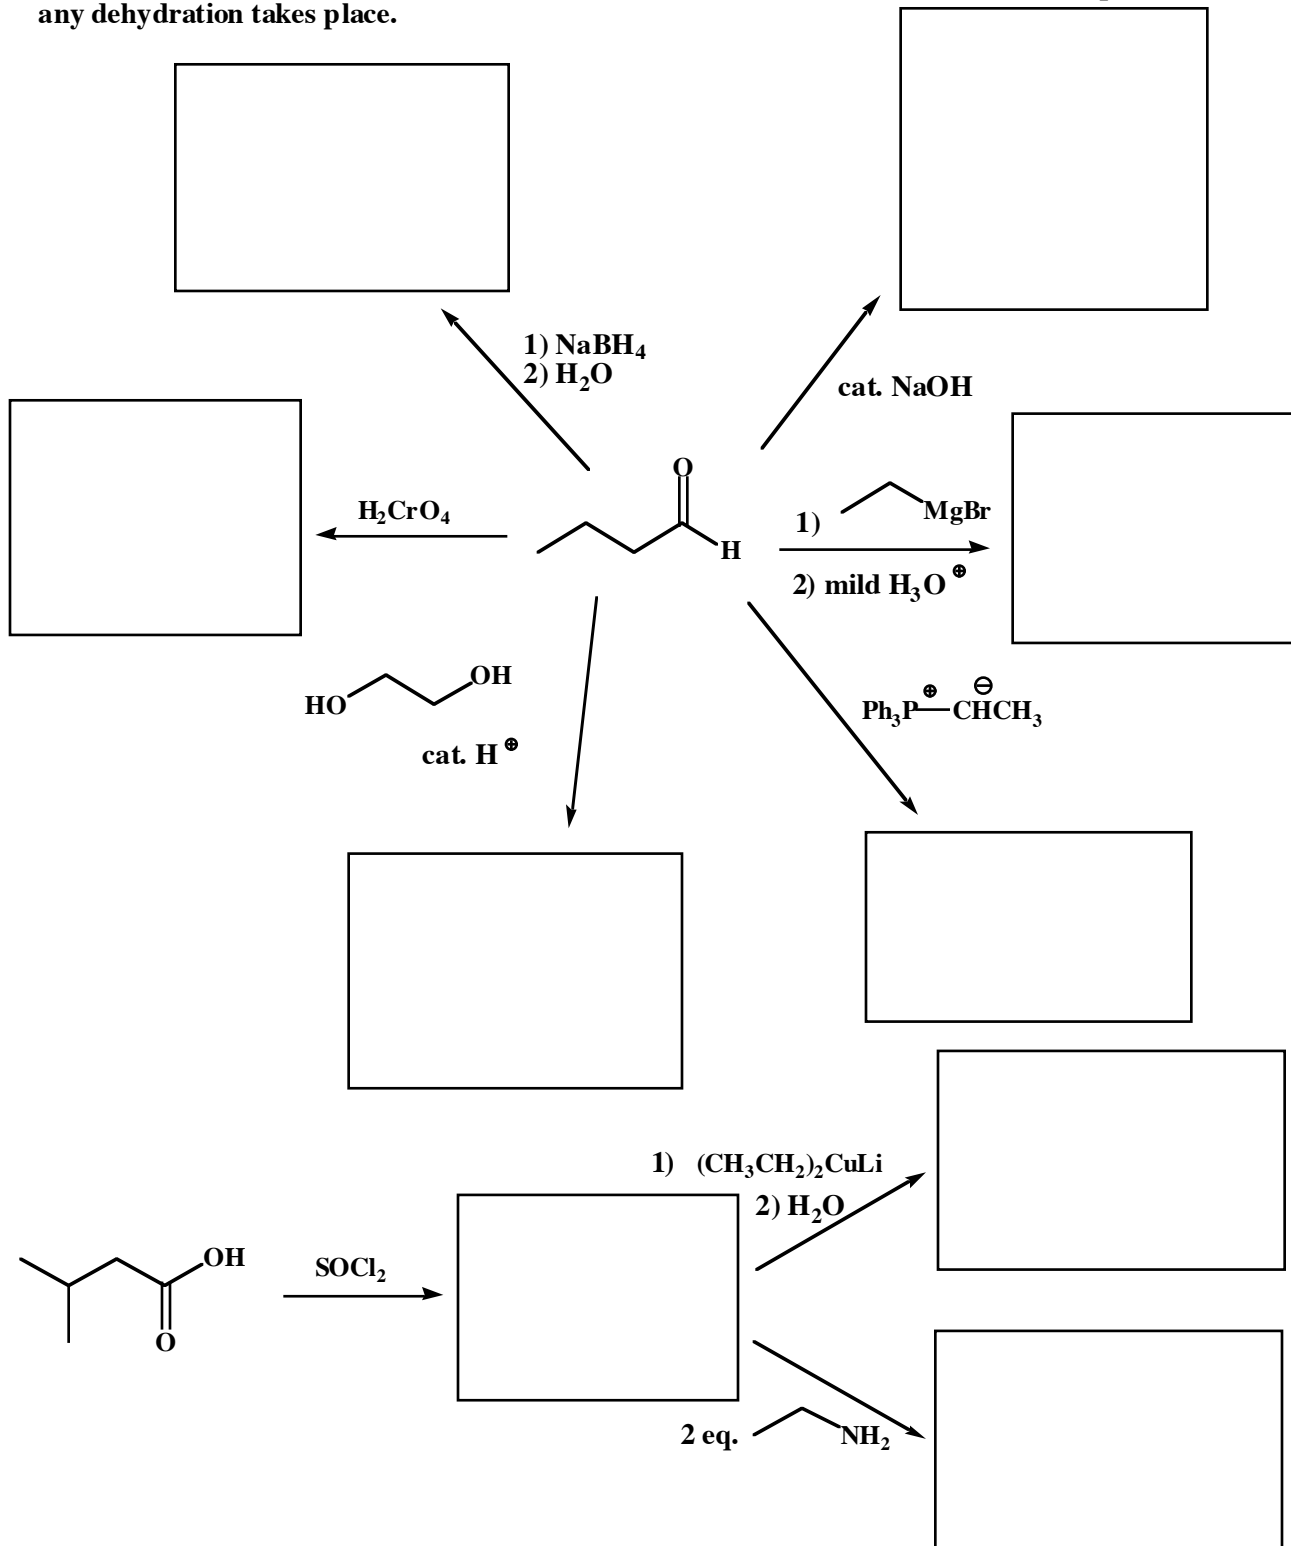 any dehydration takes place.
1) NaBH4
2) H2O
cat. NaOH
O
H
H2CrO4
1) MgBr
2) mild H3O⊕
HO OH
cat. H⊕
Ph3P⊕—CHCH3 ⊖
1) (CH3CH2)2CuLi
2) H2O
OH
O
SOCl2
2 eq. NH2